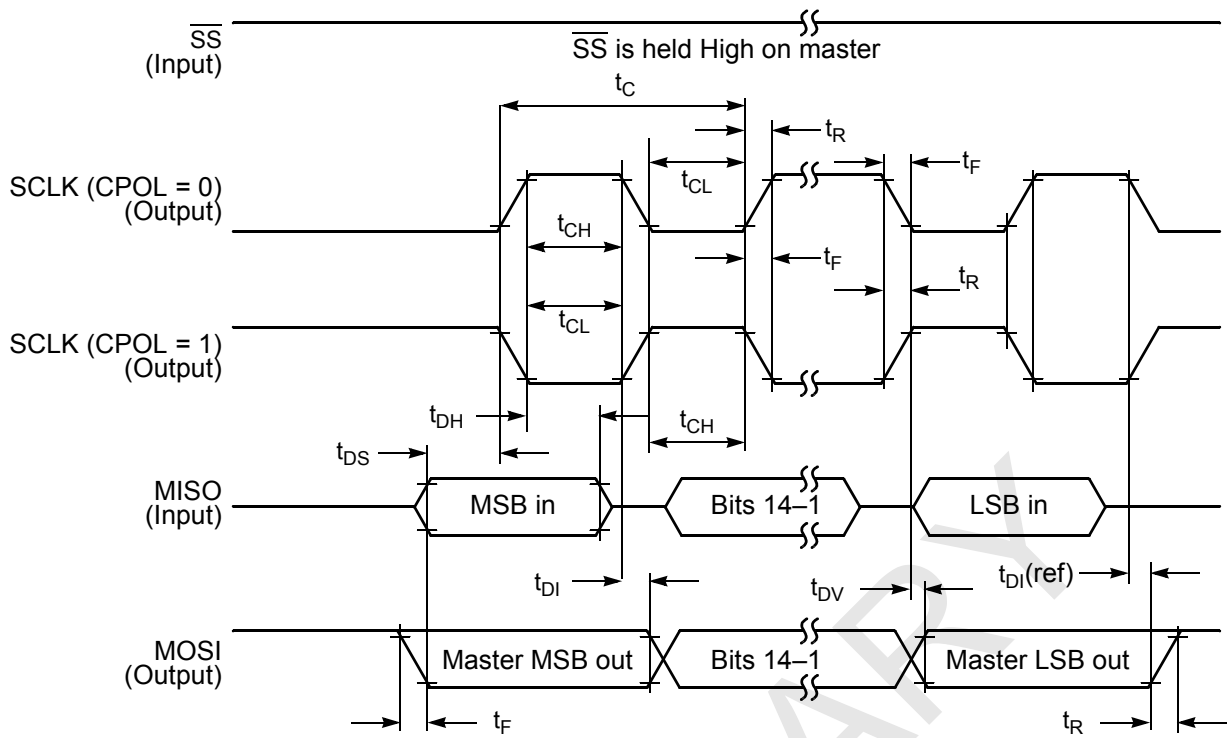 SS
(Input)
SS is held High on master
tC
tR
tF
SCLK (CPOL = 0)
(Output)
tCL
tCH
tF
tR
tCL
SCLK (CPOL = 1)
(Output)
tDH
tCH
tDS
MISO
(Input)
MSB in
Bits 14–1
LSB in
tDI
tDV
tDI(ref)
MOSI
(Output)
Master MSB out
Bits 14–1
Master LSB out
tF
tR